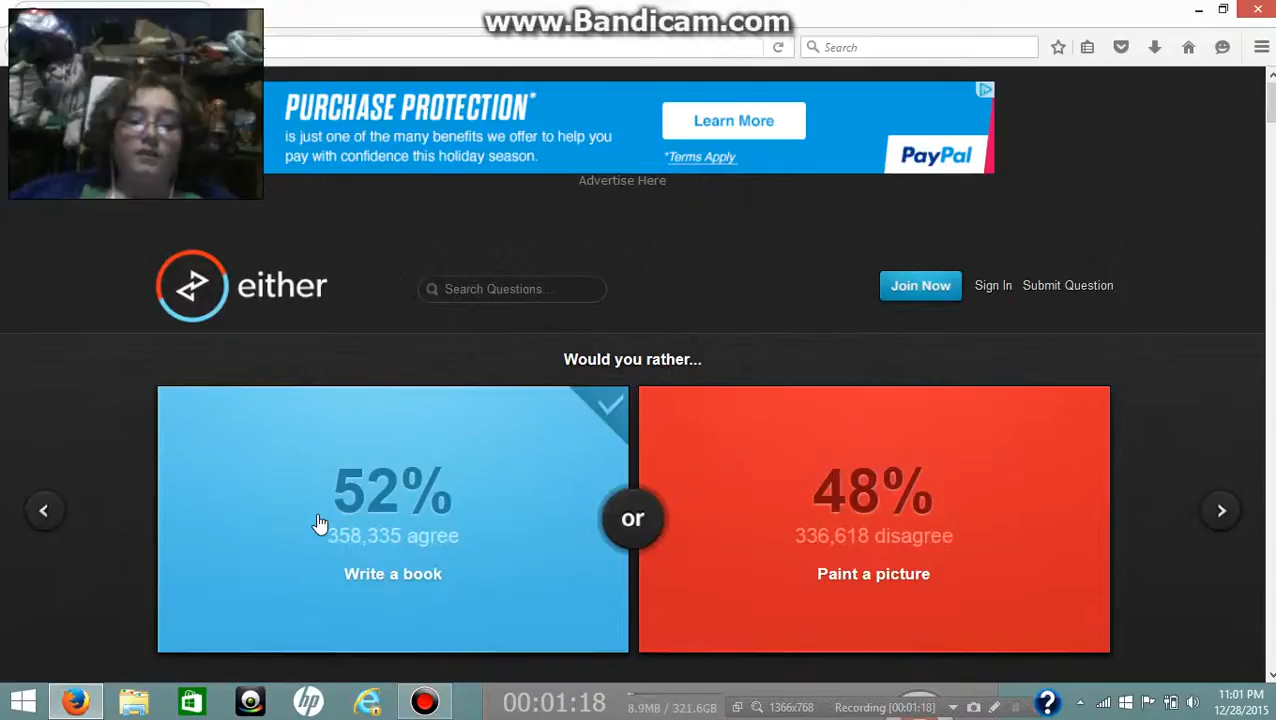 www.Bandicam.com
Search
PURCHASE PROTECTION*
is just one of the many benefits we offer to help you
pay with confidence this holiday season.
Learn More
*Terms Apply
PayPal
Advertise Here
either
Search Questions...
Join Now
Sign In
Submit Question
Would you rather...
52%
358,335 agree
Write a book
or
48%
336,618 disagree
Paint a picture
hp
00:01:18
8.9MB / 321.6GB
1366x768
Recording [00:01:18]
?
11:01 PM
12/28/2015